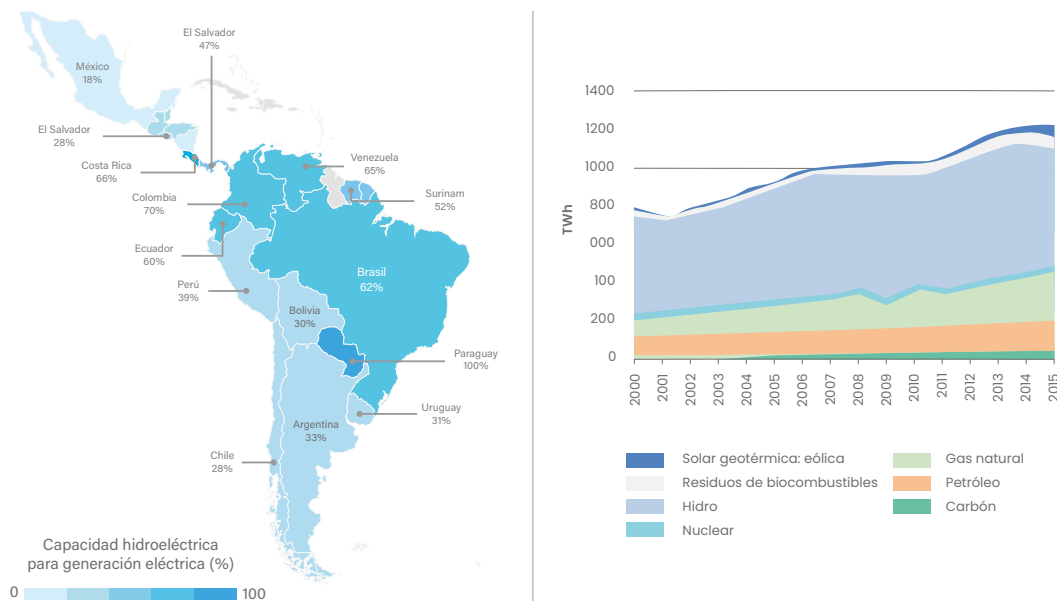 El Salvador
47%
México
18%
El Salvador
28%
Costa Rica
66%
Venezuela
65%
Colombia
70%
Surinam
52%
Ecuador
60%
Brasil
62%
Perú
39%
Bolivia
30%
Paraguay
100%
Uruguay
31%
Argentina
33%
Chile
28%
Capacidad hidroeléctrica
para generación eléctrica (%)
0 100
TWh
1400
1200
1000
800
000
100
200
0
2000 2001 2002 2003 2004 2005 2006 2007 2008 2009 2010 2011 2012 2013 2014 2015
Solar geotérmica: eólica
Residuos de biocombustibles
Hidro
Nuclear
Gas natural
Petróleo
Carbón